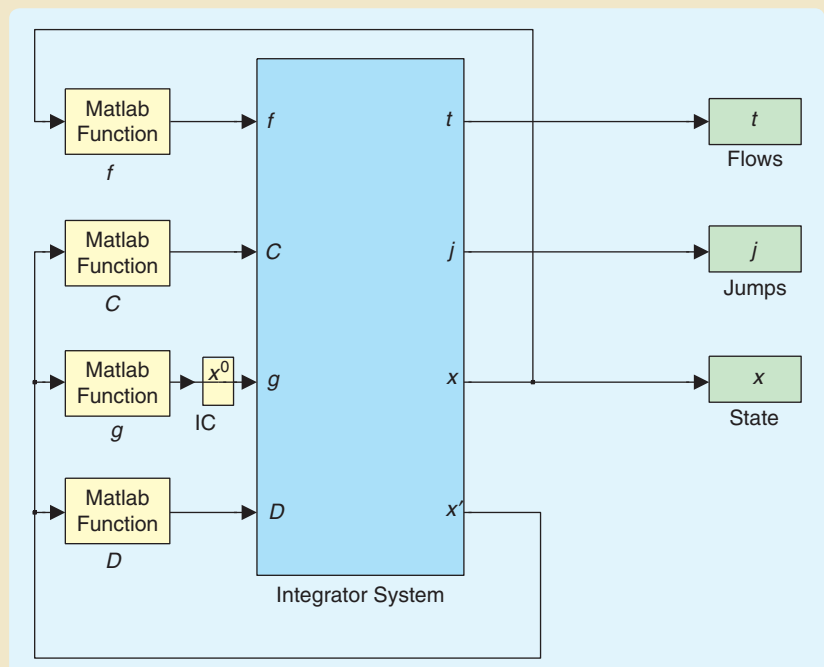 Matlab
Function
f
Matlab
Function
C
Matlab
Function
g
Matlab
Function
D
x⁰
IC
f
C
g
D
t
j
x
x′
Integrator System
t
Flows
j
Jumps
x
State